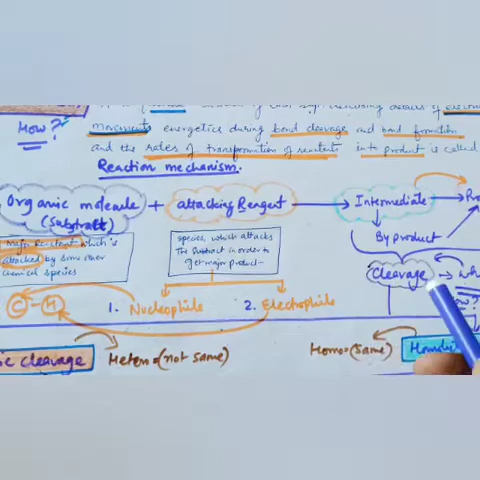 How?
movements energetics during bond cleavage and bond formation
and the rates of transformation of reactants into product is called
Reaction mechanism.
Organic molecule + attacking Reagent Intermediate
(Subtract)
By Product
Major Reactant which is
attacked by some other
chemical species
species, which attacks
the Subtract in order to
get major product
Cleavage
C - H
1. Nucleophile 2. Electrophile
cleavage Hetero = (not same) Homo = (Same)